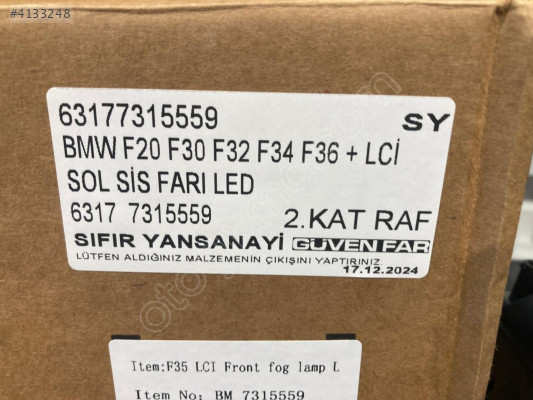 #4133248
63177315559 SY
BMW F20 F30 F32 F34 F36 + LCİ
SOL SİS FARI LED
6317 7315559 2.KAT RAF
SIFIR YANSANAYİ GÜVEN FAR
LÜTFEN ALDIĞINIZ MALZEMENİN ÇIKIŞINI YAPTIRINIZ
17.12.2024
Item:F35 LCI Front fog lamp L
Item No: BM 7315559